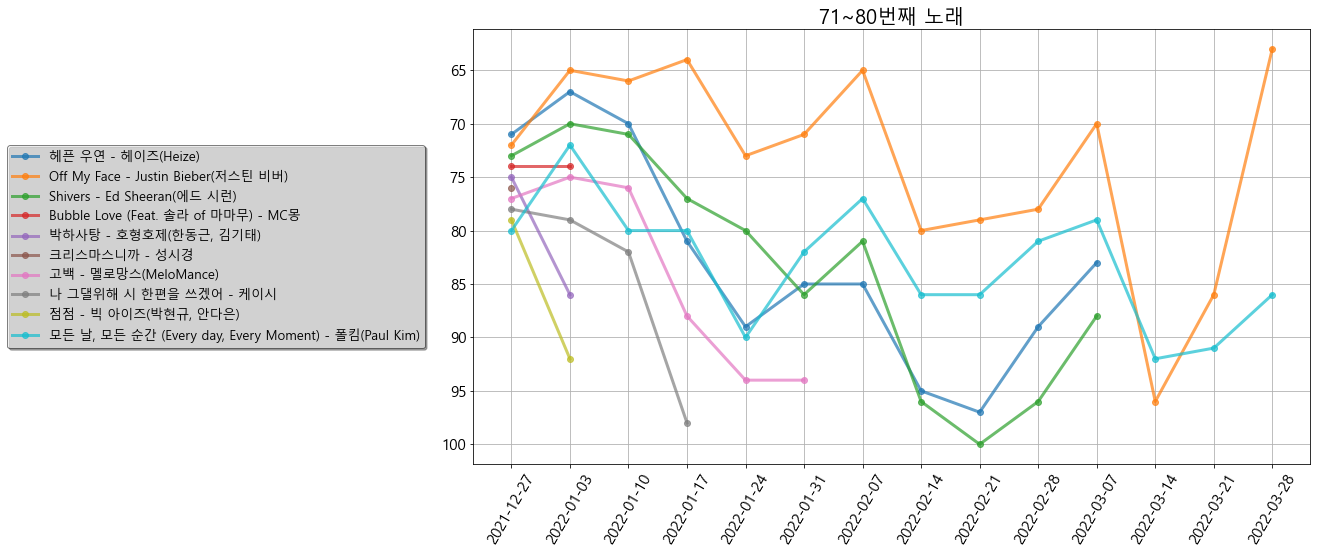 71~80번째 노래
헤픈 우연 - 헤이즈(Heize)
Off My Face - Justin Bieber(저스틴 비버)
Shivers - Ed Sheeran(에드 시런)
Bubble Love (Feat. 솔라 of 마마무) - MC몽
박하사탕 - 호형호제(한동근, 김기태)
크리스마스니까 - 성시경
고백 - 멜로망스(MeloMance)
나 그댈위해 시 한편을 쓰겠어 - 케이시
점점 - 빅 아이즈(박현규, 안다은)
모든 날, 모든 순간 (Every day, Every Moment) - 폴킴(Paul Kim)
65
70
75
80
85
90
95
100
2021-12-27
2022-01-03
2022-01-10
2022-01-17
2022-01-24
2022-01-31
2022-02-07
2022-02-14
2022-02-21
2022-02-28
2022-03-07
2022-03-14
2022-03-21
2022-03-28